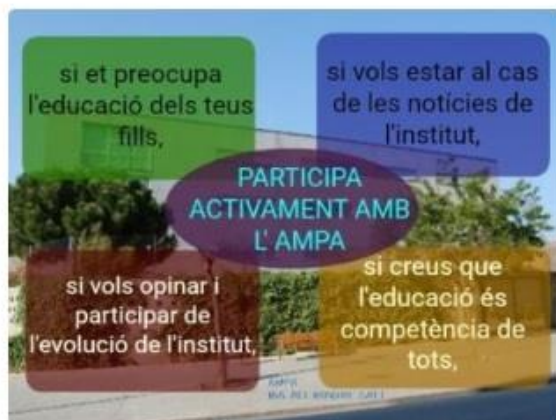 si et preocupa
l'educació dels teus
fills,
si vols estar al cas
de les notícies de
l'institut,
PARTICIPA
ACTIVAMENT AMB
L' AMPA
si vols opinar i
participar de
l'evolució de l'institut,
si creus que
l'educació és
competència de
tots,
AMPA